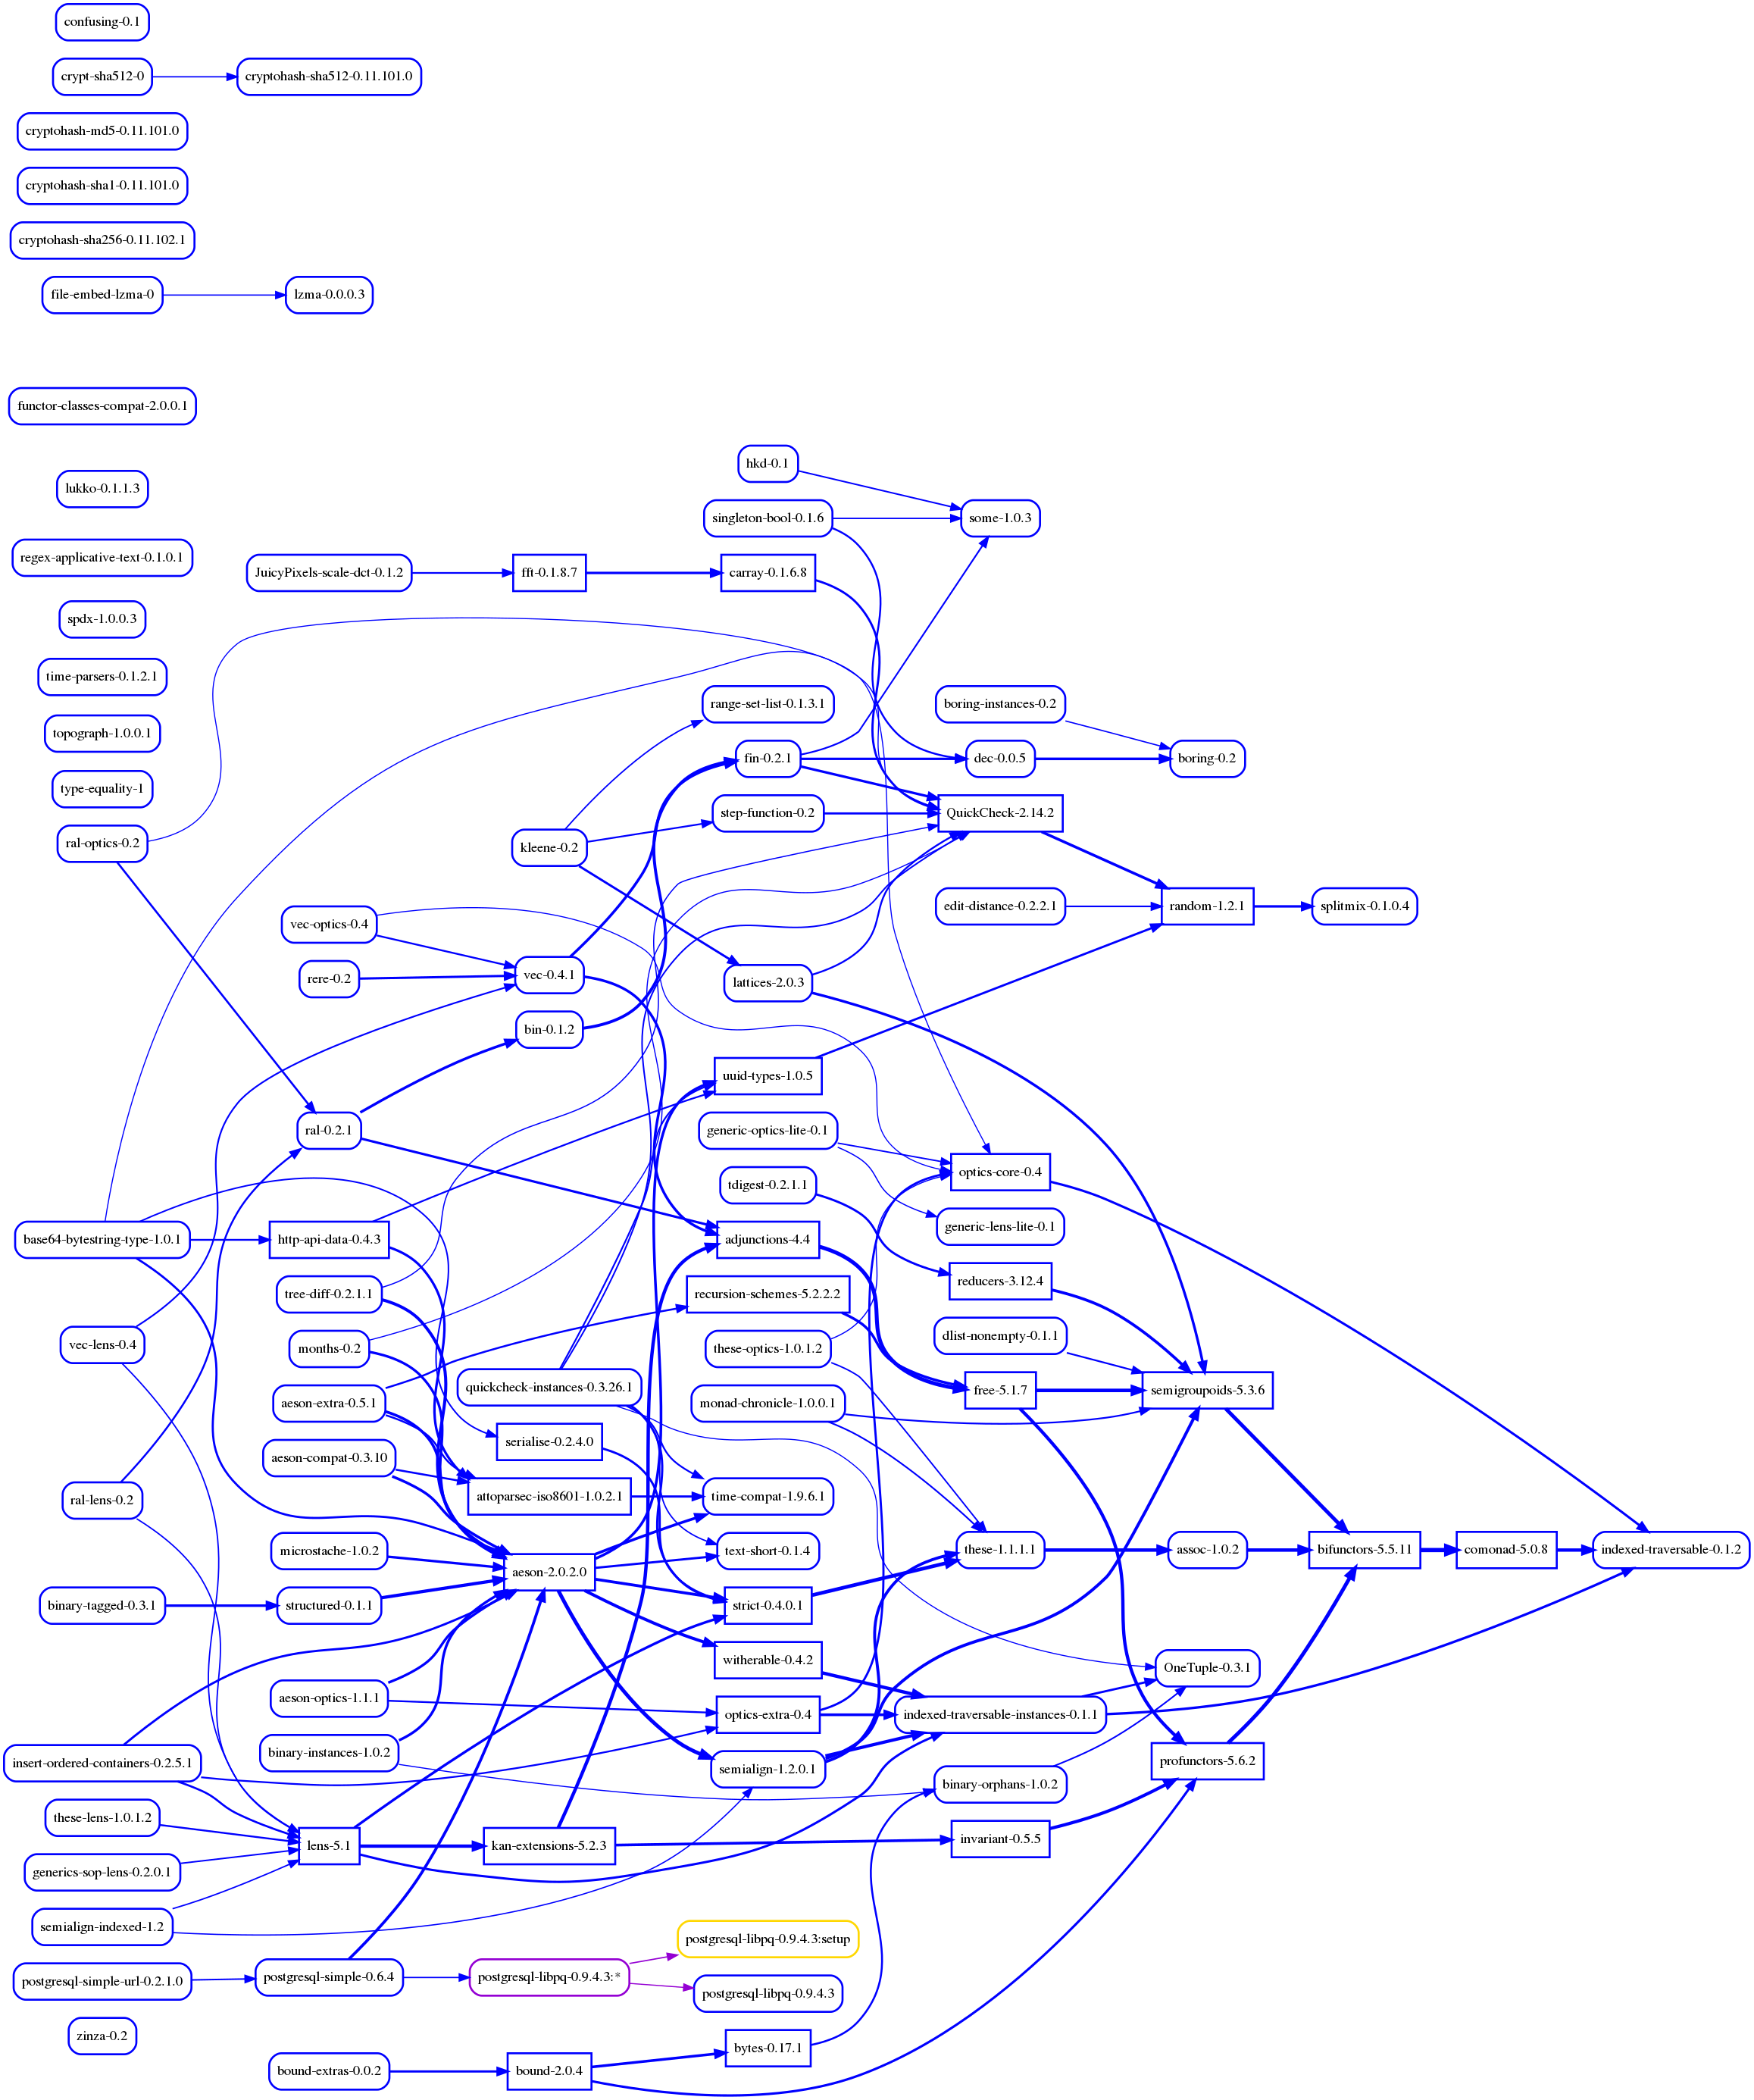 confusing-0.1
crypt-sha512-0
cryptohash-sha512-0.11.101.0
cryptohash-md5-0.11.101.0
cryptohash-sha1-0.11.101.0
cryptohash-sha256-0.11.102.1
file-embed-lzma-0
lzma-0.0.0.3
functor-classes-compat-2.0.0.1
hkd-0.1
lukko-0.1.1.3
singleton-bool-0.1.6
some-1.0.3
regex-applicative-text-0.1.0.1
JuicyPixels-scale-dct-0.1.2
fft-0.1.8.7
carray-0.1.6.8
spdx-1.0.0.3
time-parsers-0.1.2.1
range-set-list-0.1.3.1
boring-instances-0.2
topograph-1.0.0.1
fin-0.2.1
dec-0.0.5
boring-0.2
type-equality-1
step-function-0.2
QuickCheck-2.14.2
ral-optics-0.2
kleene-0.2
vec-optics-0.4
edit-distance-0.2.2.1
random-1.2.1
splitmix-0.1.0.4
rere-0.2
vec-0.4.1
lattices-2.0.3
bin-0.1.2
uuid-types-1.0.5
ral-0.2.1
generic-optics-lite-0.1
optics-core-0.4
tdigest-0.2.1.1
base64-bytestring-type-1.0.1
http-api-data-0.4.3
adjunctions-4.4
generic-lens-lite-0.1
tree-diff-0.2.1.1
recursion-schemes-5.2.2.2
reducers-3.12.4
vec-lens-0.4
months-0.2
these-optics-1.0.1.2
dlist-nonempty-0.1.1
aeson-extra-0.5.1
quickcheck-instances-0.3.26.1
monad-chronicle-1.0.0.1
free-5.1.7
semigroupoids-5.3.6
aeson-compat-0.3.10
serialise-0.2.4.0
ral-lens-0.2
attoparsec-iso8601-1.0.2.1
time-compat-1.9.6.1
microstache-1.0.2
aeson-2.0.2.0
text-short-0.1.4
these-1.1.1.1
assoc-1.0.2
bifunctors-5.5.11
comonad-5.0.8
indexed-traversable-0.1.2
binary-tagged-0.3.1
structured-0.1.1
strict-0.4.0.1
witherable-0.4.2
OneTuple-0.3.1
aeson-optics-1.1.1
optics-extra-0.4
indexed-traversable-instances-0.1.1
insert-ordered-containers-0.2.5.1
binary-instances-1.0.2
semialign-1.2.0.1
binary-orphans-1.0.2
profunctors-5.6.2
these-lens-1.0.1.2
lens-5.1
kan-extensions-5.2.3
invariant-0.5.5
generics-sop-lens-0.2.0.1
semialign-indexed-1.2
postgresql-libpq-0.9.4.3:setup
postgresql-simple-url-0.2.1.0
postgresql-simple-0.6.4
postgresql-libpq-0.9.4.3:*
postgresql-libpq-0.9.4.3
zinza-0.2
bytes-0.17.1
bound-extras-0.0.2
bound-2.0.4